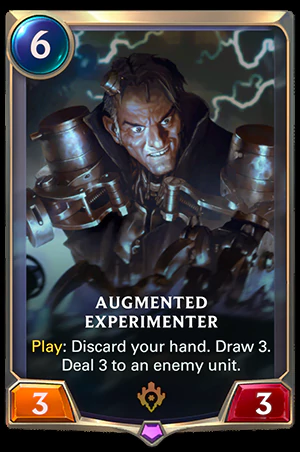 6
AUGMENTED
EXPERIMENTER
Play: Discard your hand. Draw 3.
Deal 3 to an enemy unit.
3 3